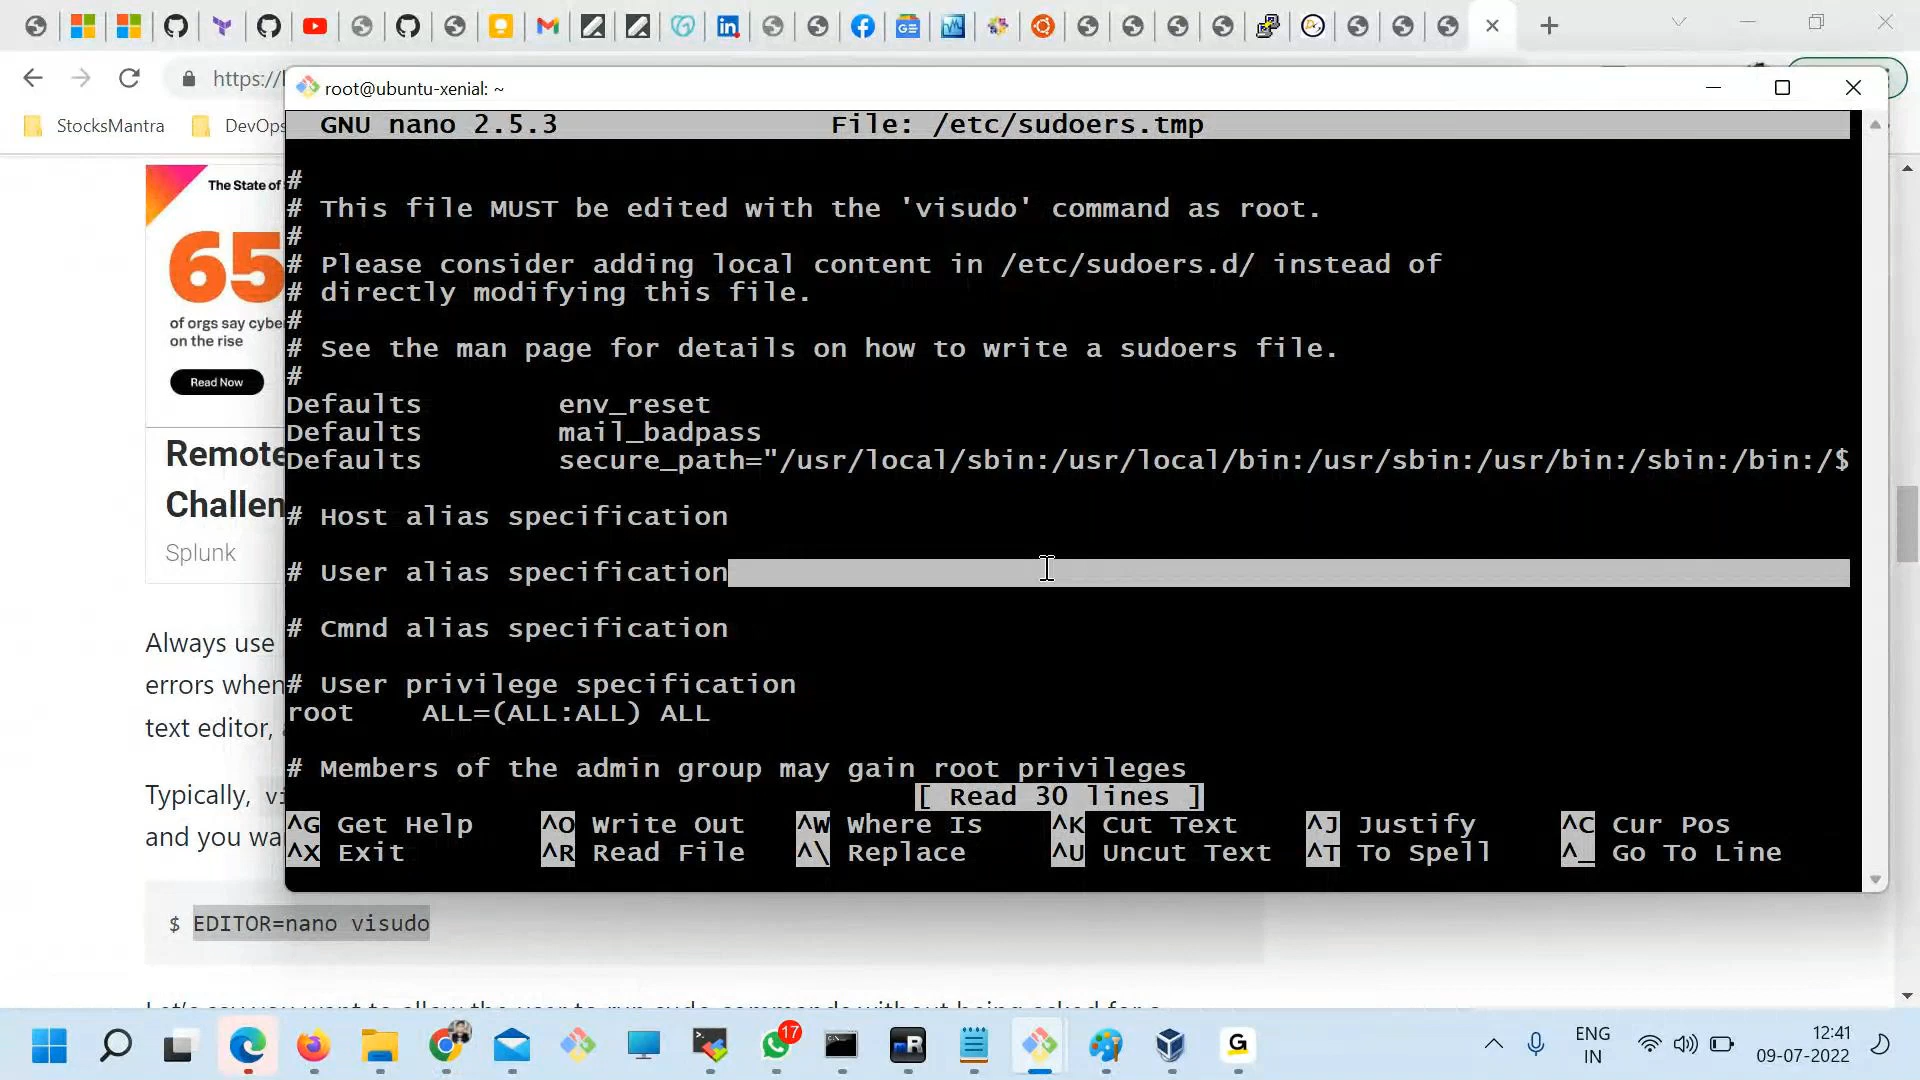 https://
StocksMantra
DevOps
root@ubuntu-xenial: ~
GNU nano 2.5.3 File: /etc/sudoers.tmp
#
# This file MUST be edited with the 'visudo' command as root.
#
# Please consider adding local content in /etc/sudoers.d/ instead of
# directly modifying this file.
#
# See the man page for details on how to write a sudoers file.
#
Defaults env_reset
Defaults mail_badpass
Defaults secure_path="/usr/local/sbin:/usr/local/bin:/usr/sbin:/usr/bin:/sbin:/bin:/$
# Host alias specification
# User alias specification
# Cmnd alias specification
# User privilege specification
root ALL=(ALL:ALL) ALL
# Members of the admin group may gain root privileges
[ Read 30 lines ]
^G Get Help ^O Write Out ^W Where Is ^K Cut Text ^J Justify ^C Cur Pos
^X Exit ^R Read File ^\ Replace ^U Uncut Text ^T To Spell ^_ Go To Line
The State of
65
of orgs say cybe
on the rise
Read Now
Remote
Challen
Splunk
Always use
errors when
text editor,
Typically,
and you wa
$ EDITOR=nano visudo
17
ENG
IN
12:41
09-07-2022